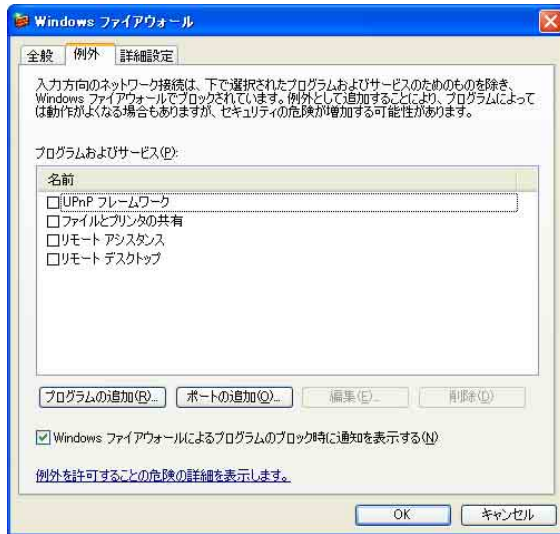 Windows ファイアウォール
全般 例外 詳細設定
入力方向のネットワーク接続は、下で選択されたプログラムおよびサービスのためのものを除き、
Windows ファイアウォールでブロックされています。例外として追加することにより、プログラムによって
は動作がよくなる場合もありますが、セキュリティの危険が増加する可能性があります。
プログラムおよびサービス(P):
名前
UPnP フレームワーク
ファイルとプリンタの共有
リモート アシスタンス
リモート デスクトップ
プログラムの追加(R)... ポートの追加(O)... 編集(E)... 削除(D)
Windows ファイアウォールによるプログラムのブロック時に通知を表示する(N)
例外を許可することの危険の詳細を表示します。
OK キャンセル